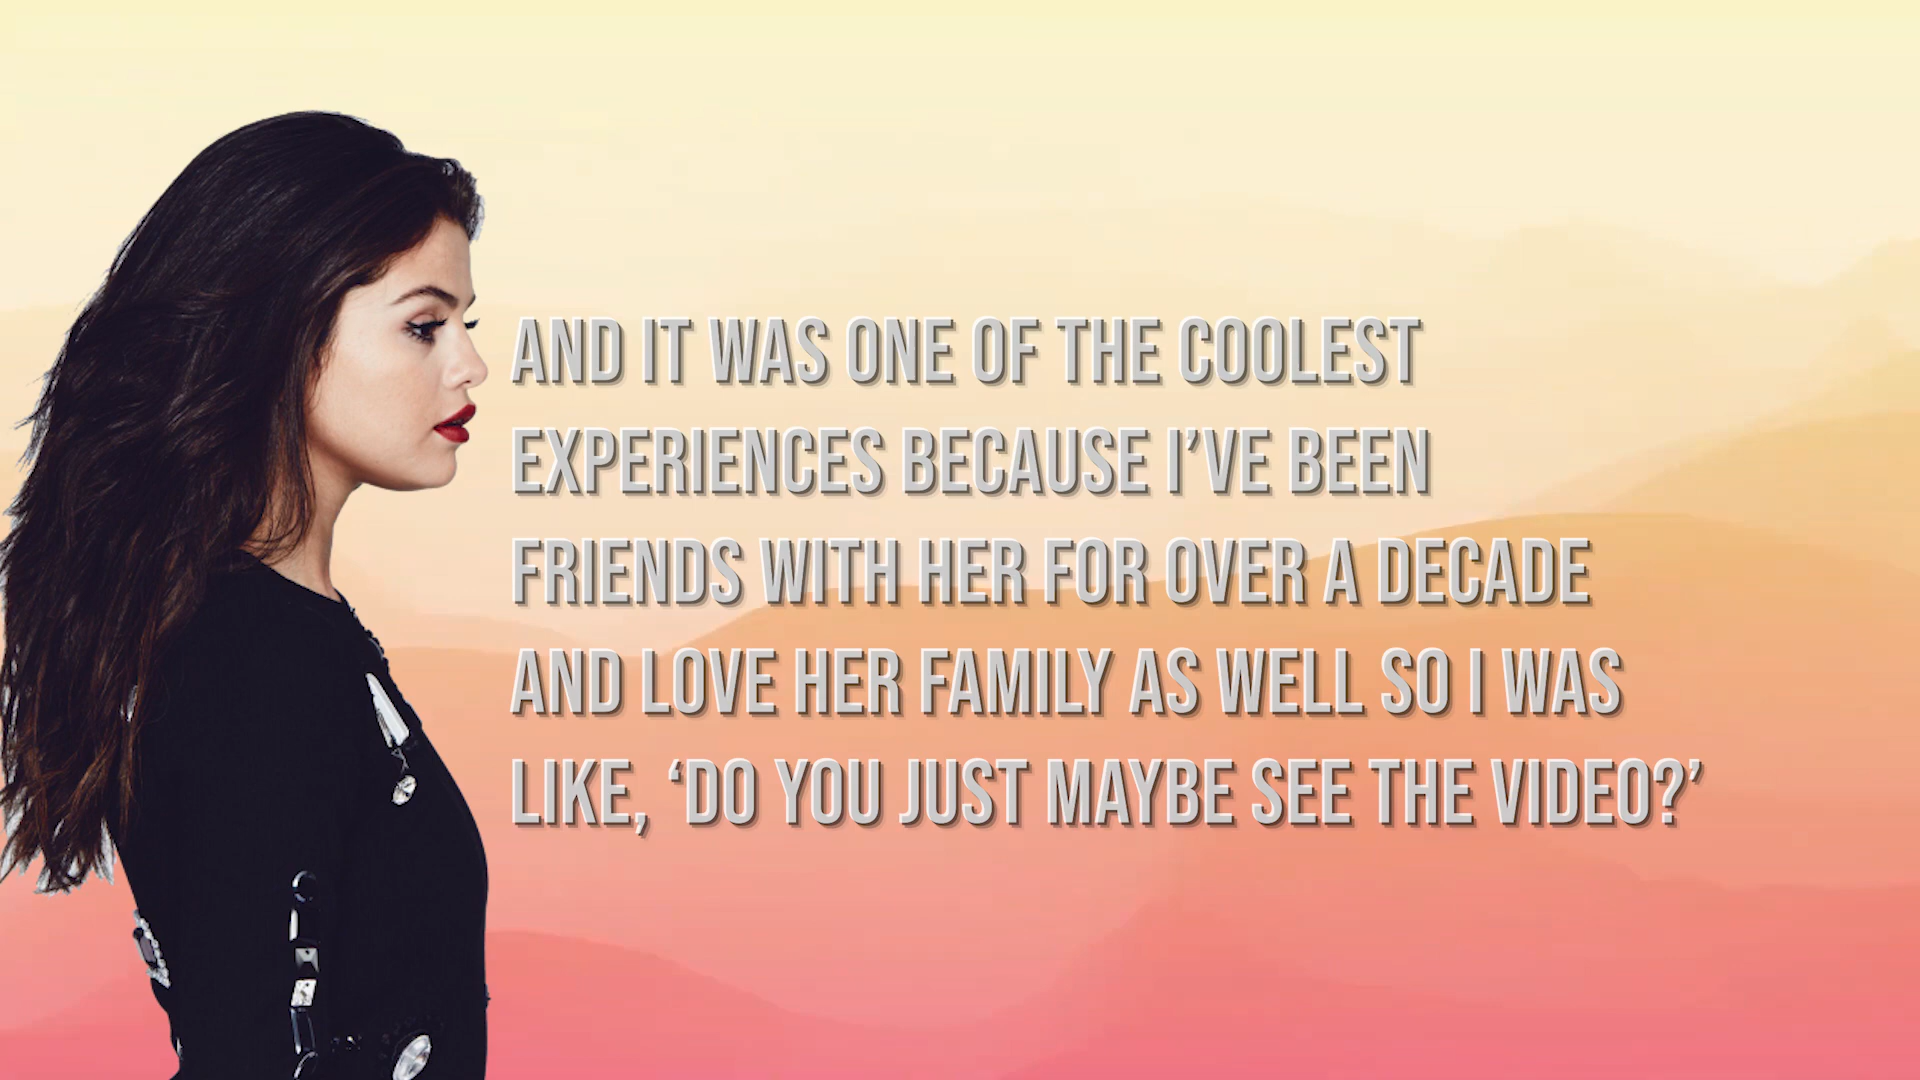 AND IT WAS ONE OF THE COOLEST
EXPERIENCES BECAUSE I’VE BEEN
FRIENDS WITH HER FOR OVER A DECADE
AND LOVE HER FAMILY AS WELL SO I WAS
LIKE, ‘DO YOU JUST MAYBE SEE THE VIDEO?’